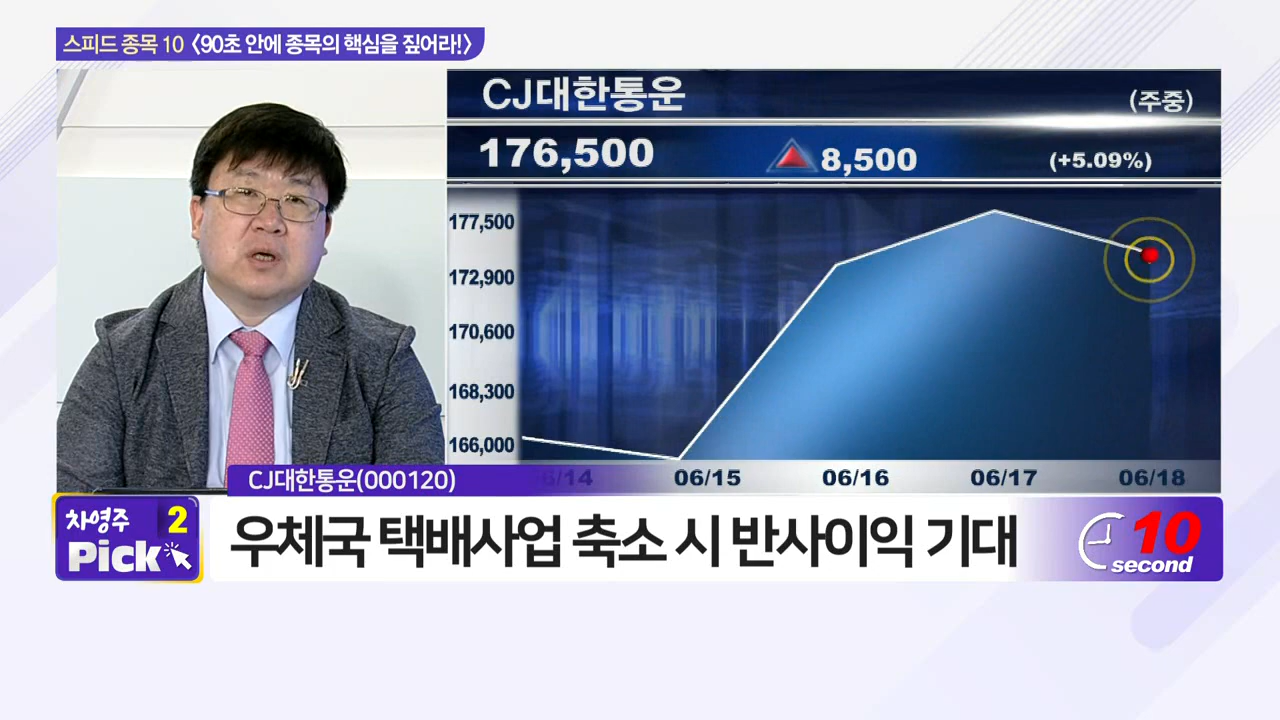 스피드 종목 10 <90초 안에 종목의 핵심을 짚어라!>
CJ대한통운
(주중)
176,500
8,500
(+5.09%)
177,500
172,900
170,600
168,300
166,000
06/15
06/16
06/17
06/18
CJ대한통운(000120)
차영주 2
Pick
우체국 택배사업 축소 시 반사이익 기대
10
second